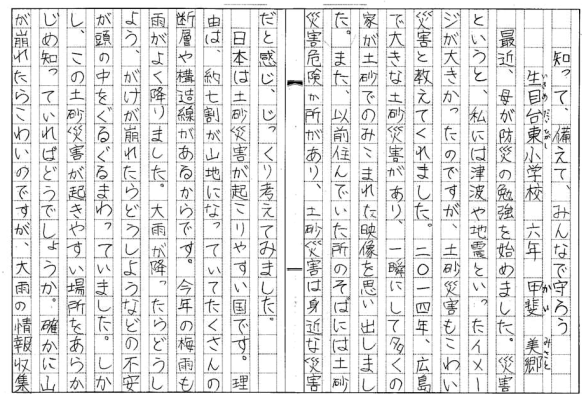 知って、備えて、みんなで守ろう
生目台東小学校　六年　甲斐　美郷
いきめだいひがし　かい　みさと
最近、母が防災の勉強を始めました。災害
というと、私には津波や地震といったイメー
ジが大きかったのですが、土砂災害もこわい
災害と教えてくれました。二〇一四年、広島
で大きな土砂災害があり、一瞬にして多くの
家が土砂でのみこまれた映像を思い出しまし
た。また、以前住んでいた所のそばには土砂
災害危険か所があり、土砂災害は身近な災害
だと感じ、じっくり考えてみました。
日本は土砂災害が起こりやすい国です。理
由は、約七割が山地になっていてたくさんの
断層や構造線があるからです。今年の梅雨も
雨がよく降りました。大雨が降ったらどうし
よう、がけが崩れたらどうしようなどの不安
が頭の中をぐるぐるまわっていました。しか
し、この土砂災害が起きやすい場所をあらか
じめ知っていればどうでしょうか。確かに山
が崩れたらこわいのですが、大雨の情報収集